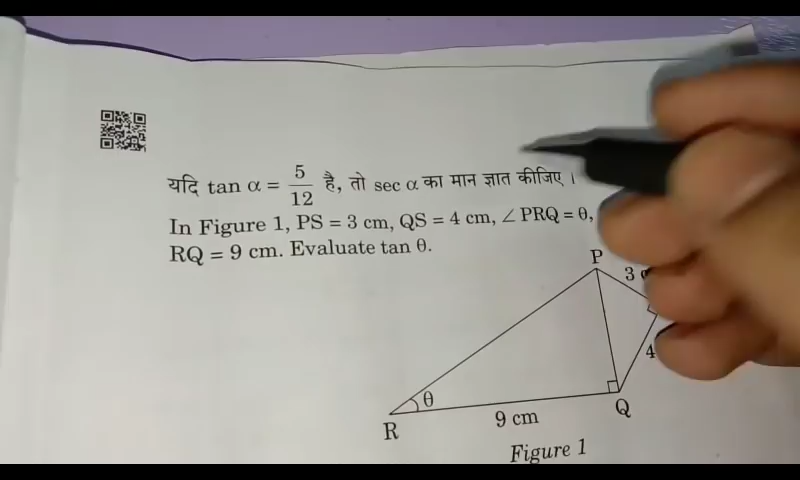 यदि tan α = 5/12 है, तो sec α का मान ज्ञात कीजिए ।
In Figure 1, PS = 3 cm, QS = 4 cm, ∠ PRQ = θ,
RQ = 9 cm. Evaluate tan θ.
P
3
4
θ
9 cm
Q
R
Figure 1